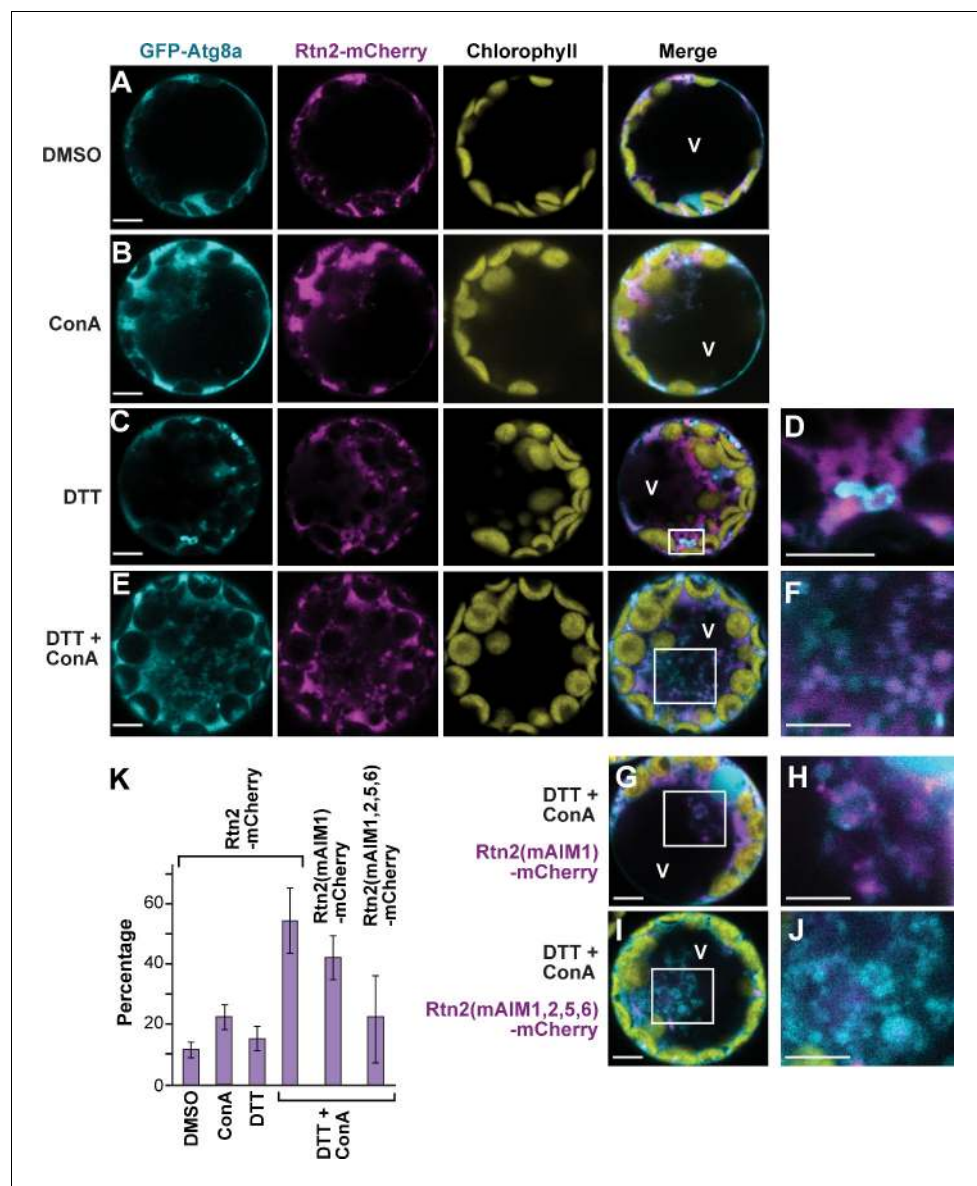 GFP-Atg8a Rtn2-mCherry Chlorophyll Merge
A
DMSO
V
B
ConA
V
C
DTT
V
D
E
DTT +
ConA
V
F
G
DTT +
ConA
Rtn2(mAIM1)
-mCherry
V
H
I
DTT +
ConA
Rtn2(mAIM1,2,5,6)
-mCherry
V
J
K
Rtn2
-mCherry
Rtn2(mAIM1)
-mCherry
Rtn2(mAIM1,2,5,6)
-mCherry
Percentage
60
40
20
0
DMSO
ConA
DTT
DTT +
ConA